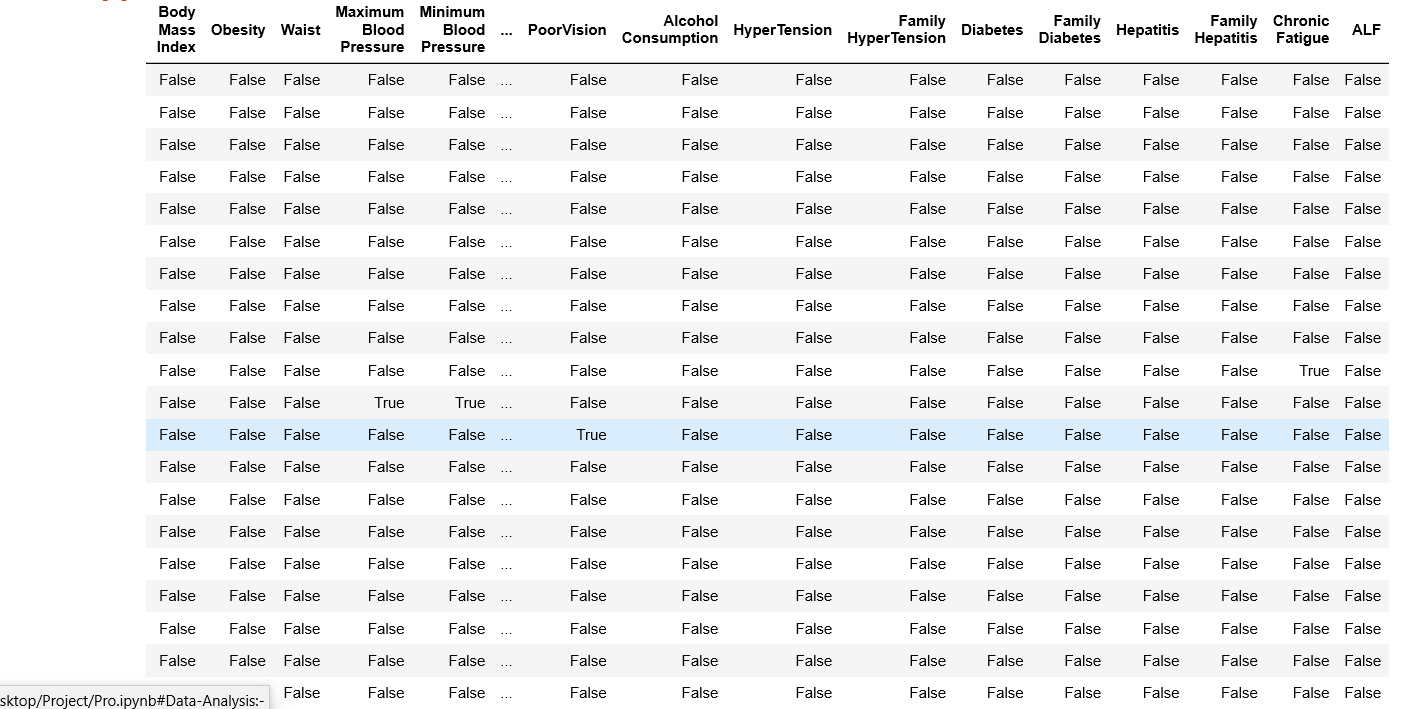 Body Mass Index Obesity Waist Maximum Blood Pressure Minimum Blood Pressure ... PoorVision Alcohol Consumption HyperTension Family HyperTension Diabetes Family Diabetes Hepatitis Family Hepatitis Chronic Fatigue ALF
False False False False False ... False False False False False False False False False False
False False False False False ... False False False False False False False False False False
False False False False False ... False False False False False False False False False False
False False False False False ... False False False False False False False False False False
False False False False False ... False False False False False False False False False False
False False False False False ... False False False False False False False False False False
False False False False False ... False False False False False False False False False False
False False False False False ... False False False False False False False False False False
False False False False False ... False False False False False False False False False False
False False False False False ... False False False False False False False False True False
False False False True True ... False False False False False False False False False False
False False False False False ... True False False False False False False False False False
False False False False False ... False False False False False False False False False False
False False False False False ... False False False False False False False False False False
False False False False False ... False False False False False False False False False False
False False False False False ... False False False False False False False False False False
False False False False False ... False False False False False False False False False False
False False False False False ... False False False False False False False False False False
False False False False False ... False False False False False False False False False False
False False False ... False False False False False False False False False False
sktop/Project/Pro.ipynb#Data-Analysis:-